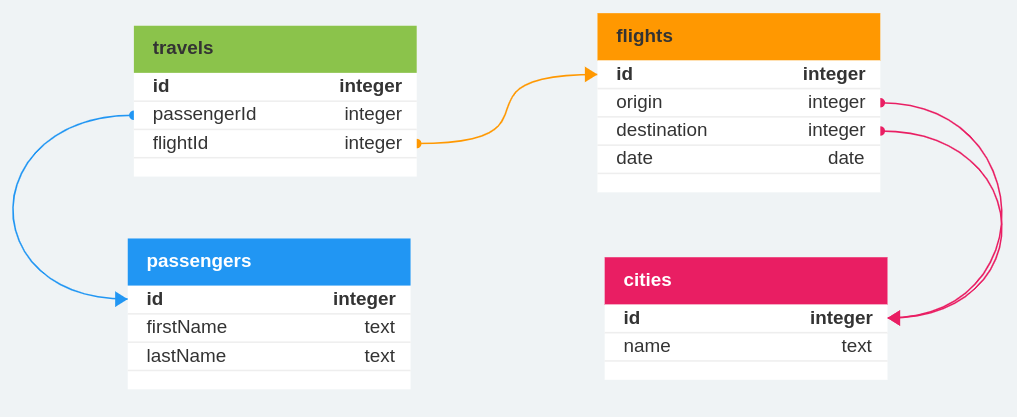 travels
id integer
passengerId integer
flightId integer
flights
id integer
origin integer
destination integer
date date
passengers
id integer
firstName text
lastName text
cities
id integer
name text